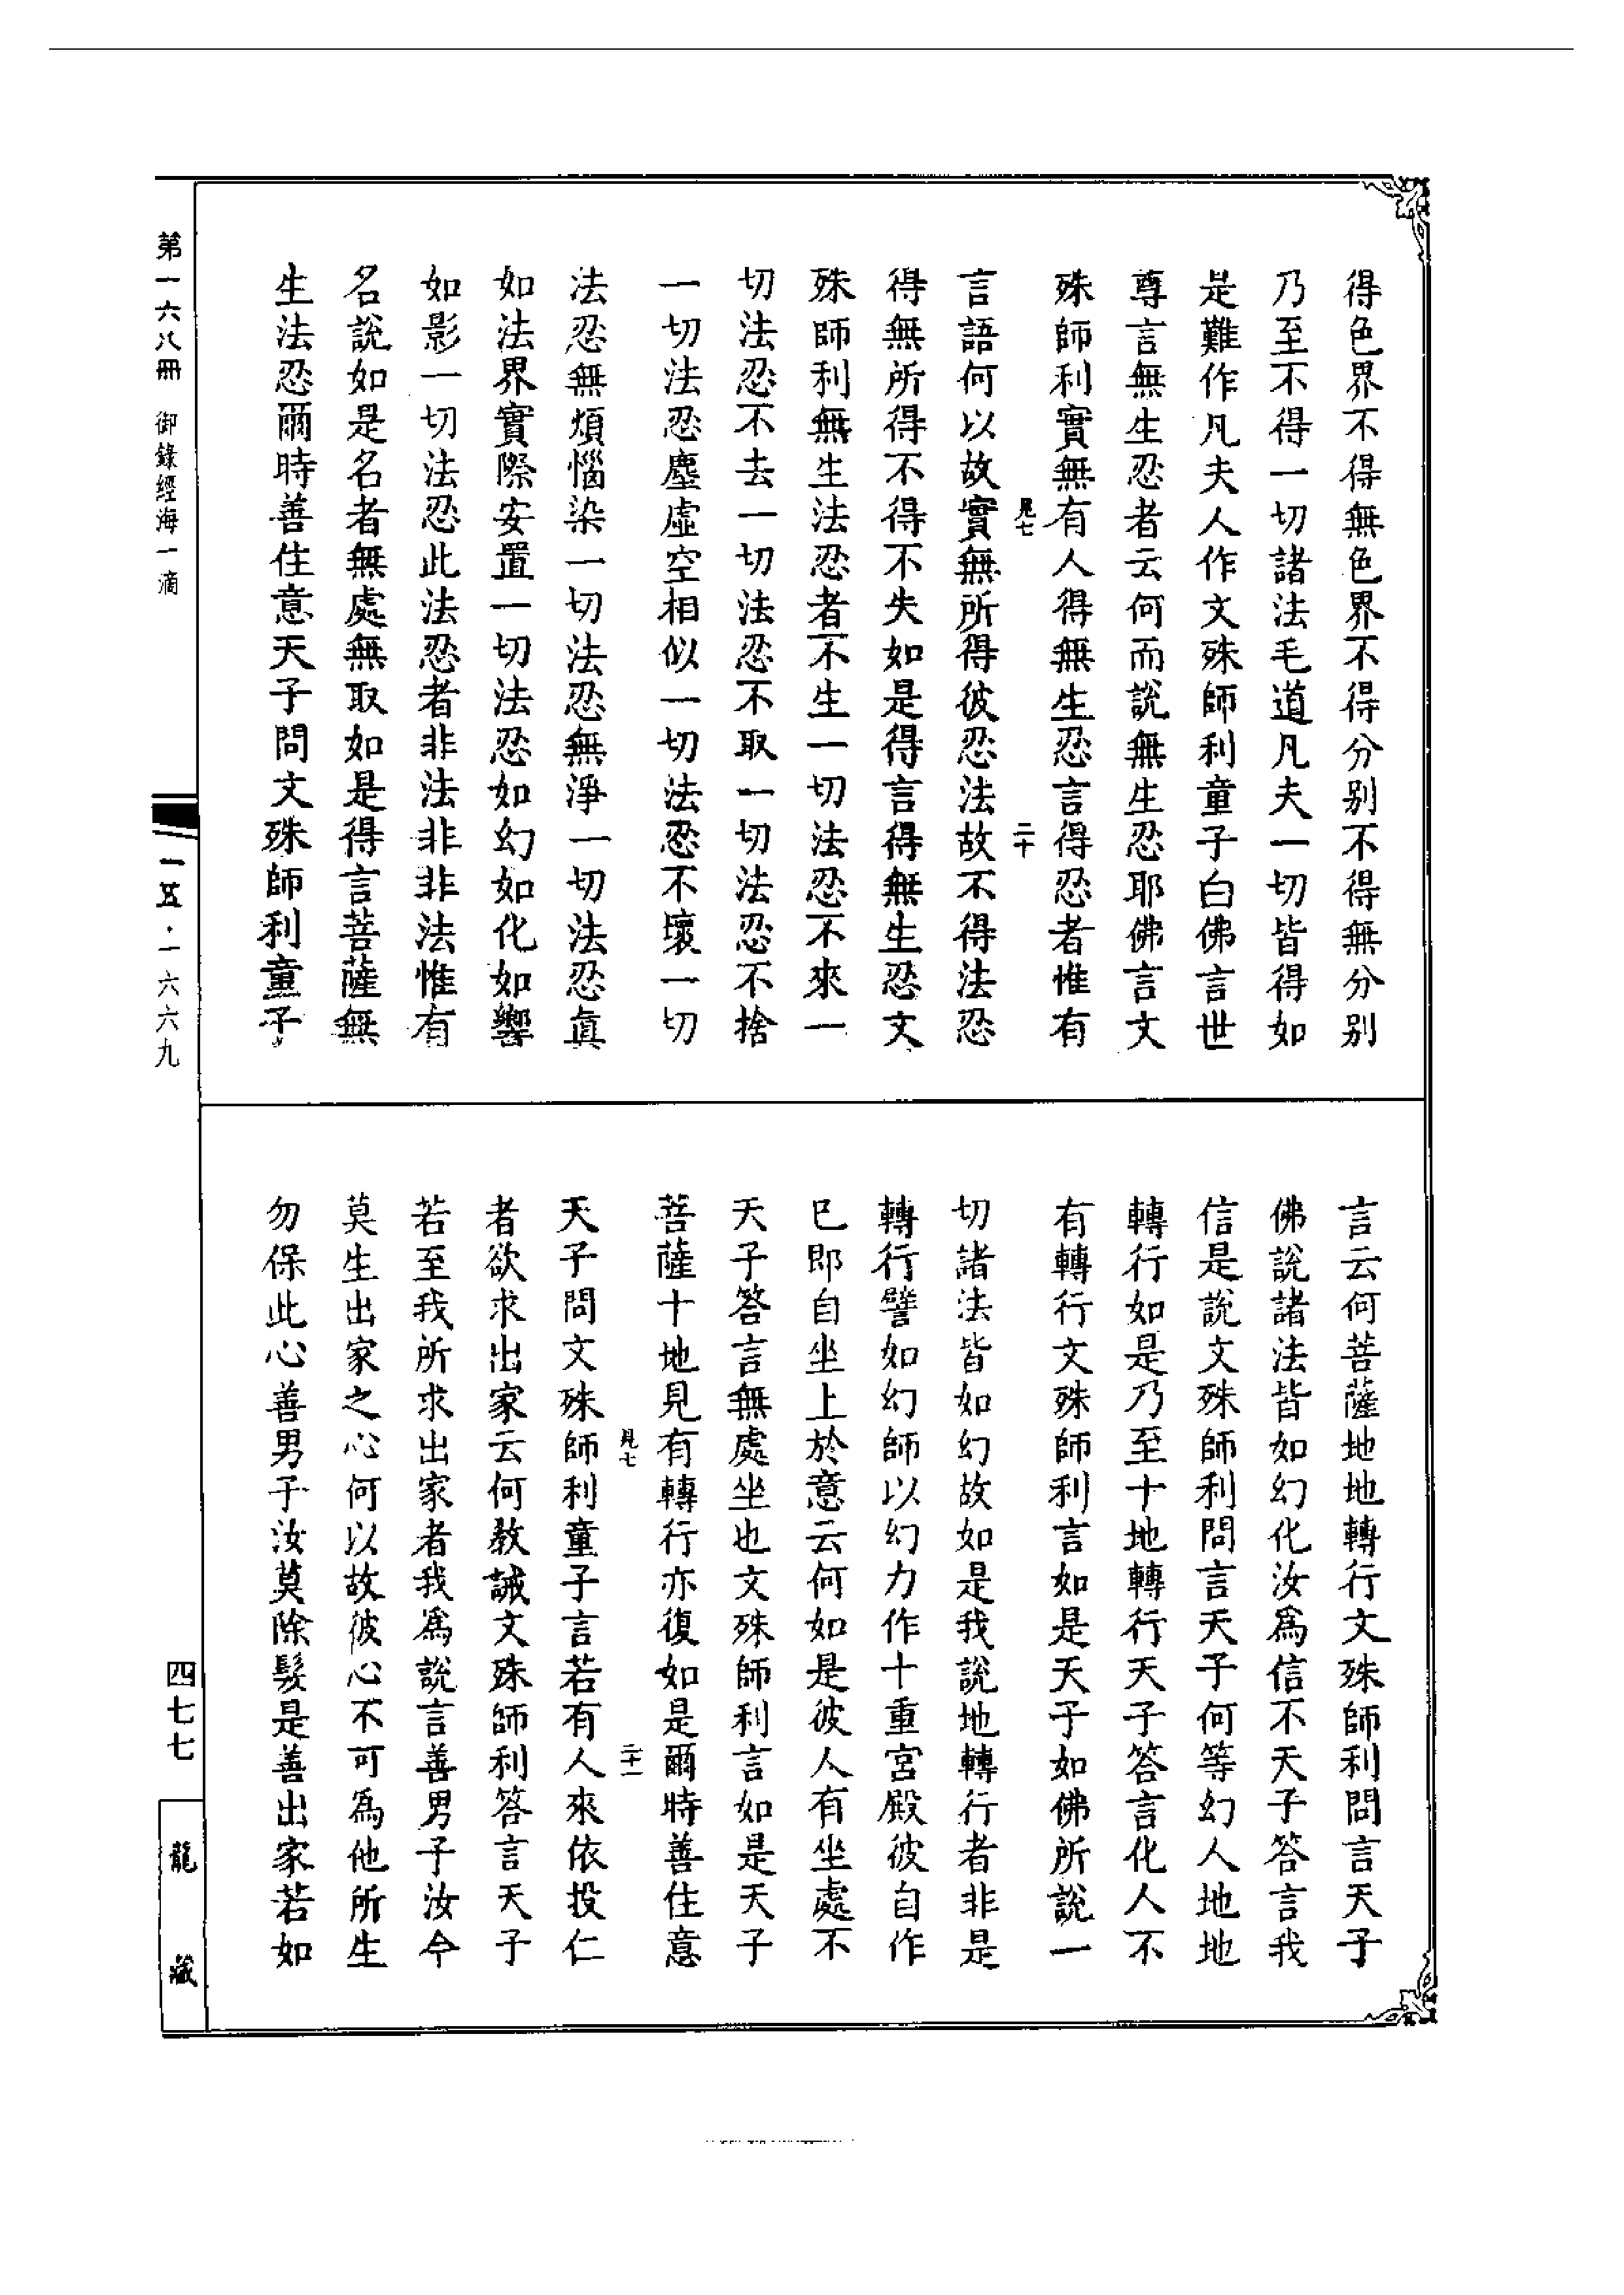 得色界不得無色界不得分别不得無分别
乃至不得一切諸法毛道凡夫一切皆得如
是難作凡夫人作文殊師利童子白佛言世
尊言無生忍者云何而說無生忍耶佛言文
殊師利實無有人得無生忍言得忍者惟有
見七 二十
言語何以故實無所得彼忍法故不得法忍
得無所得不得不失如是得言得無生忍文
殊師利無生法忍者不生一切法忍不來一
切法忍不去一切法忍不取一切法忍不捨
一切法忍塵虛空相似一切法忍不壞一切
法忍無煩惱染一切法忍無淨一切法忍真
如法界實際安置一切法忍如幻如化如響
如影一切法忍此法忍者非法非非法惟有
名說如是名者無處無取如是得言菩薩無
生法忍爾時善住意天子問文殊師利童子
言云何菩薩地地轉行文殊師利問言天子
佛說諸法皆如幻化汝為信不天子答言我
信是說文殊師利問言天子何等幻人地地
轉行如是乃至十地轉行天子答言化人不
有轉行文殊師利言如是天子如佛所說一
切諸法皆如幻故如是我說地轉行者非是
轉行譬如幻師以幻力作十重宮殿彼自作
已即自坐上於意云何如是彼人有坐處不
天子答言無處坐也文殊師利言如是天子
菩薩十地見有轉行亦復如是爾時善住意
見七 二十一
天子問文殊師利童子言若有人來依投仁
者欲求出家云何教誡文殊師利答言天子
若至我所求出家者我為說言善男子汝今
莫生出家之心何以故彼心不可為他所生
勿保此心善男子汝莫除髮是善出家若如
第一六八冊 御錄經海一滴
一五·一六六九
四七七
龍藏